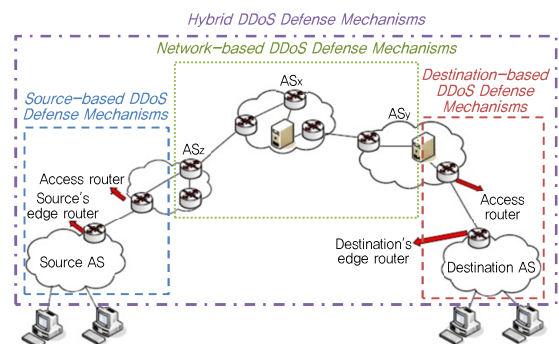 Hybrid DDoS Defense Mechanisms
Network-based DDoS Defense Mechanisms
Source-based DDoS
Defense Mechanisms
Destination-based
DDoS Defense
Mechanisms
ASx
ASy
ASz
Access router
Source's
edge router
Source AS
Access
router
Destination's
edge router
Destination AS